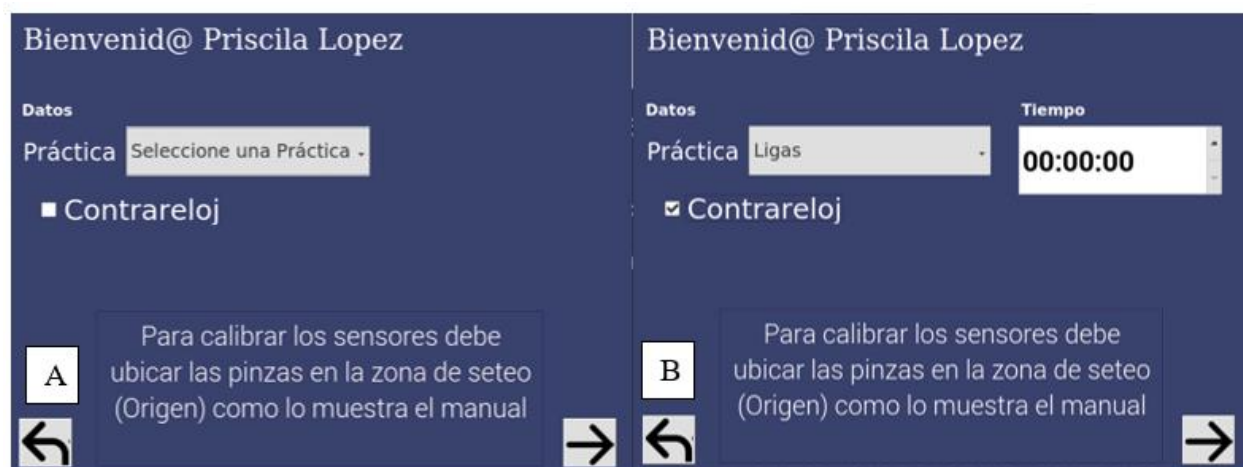 Bienvenid@ Priscila Lopez
Datos
Práctica Seleccione una Práctica
Contrareloj
Para calibrar los sensores debe
ubicar las pinzas en la zona de seteo
(Origen) como lo muestra el manual
A
Bienvenid@ Priscila Lopez
Datos
Tiempo
Práctica Ligas
00:00:00
Contrareloj
Para calibrar los sensores debe
ubicar las pinzas en la zona de seteo
(Origen) como lo muestra el manual
B